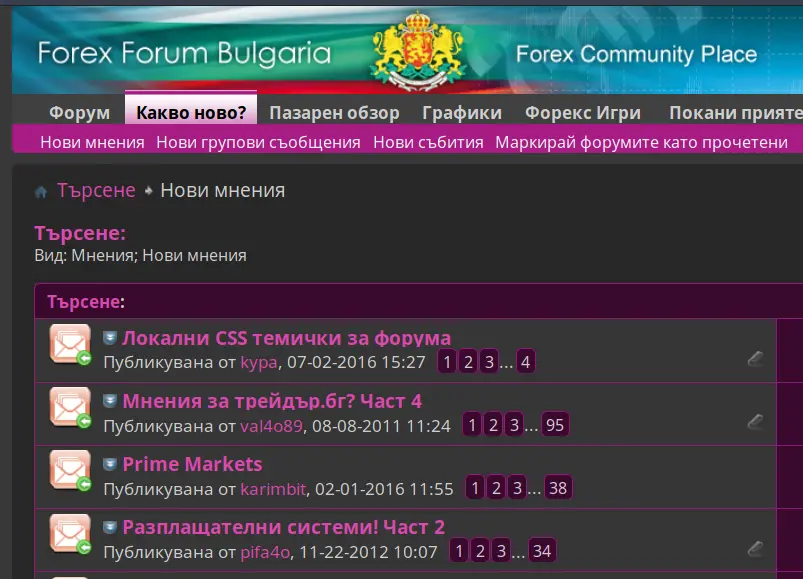 Forex Forum Bulgaria Forex Community Place
Форум Какво ново? Пазарен обзор Графики Форекс Игри Покани прияте
Нови мнения Нови групови съобщения Нови събития Маркирай форумите като прочетени
Търсене Нови мнения
Търсене:
Вид: Мнения; Нови мнения
Търсене:
Локални CSS темички за форума
Публикувана от кура, 07-02-2016 15:27 1 2 3 ... 4
Мнения за трейдър.бг? Част 4
Публикувана от val4o89, 08-08-2011 11:24 1 2 3 ... 95
Prime Markets
Публикувана от karimbit, 02-01-2016 11:55 1 2 3 ... 38
Разплащателни системи! Част 2
Публикувана от pifa4o, 11-22-2012 10:07 1 2 3 ... 34